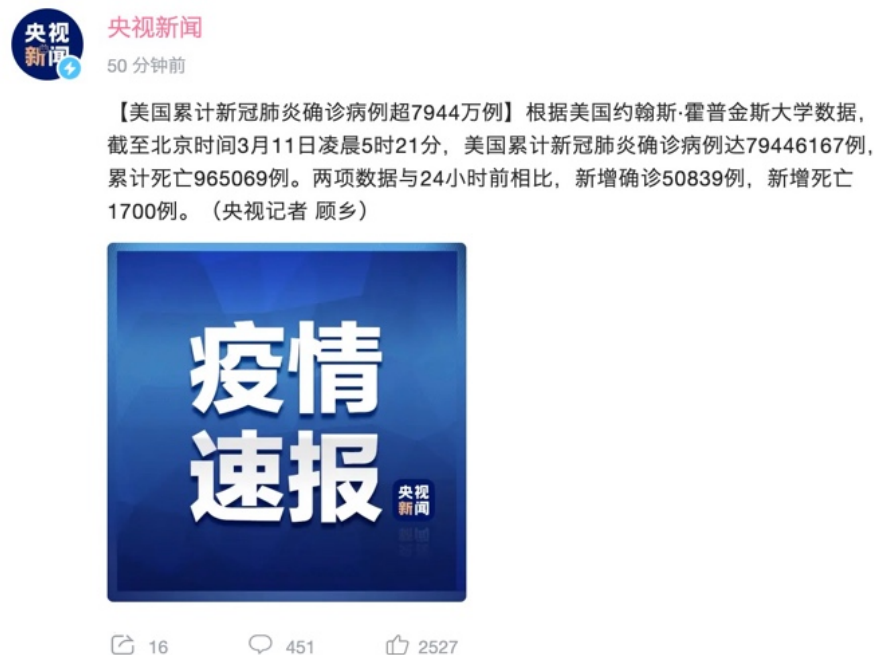 央视
新闻
央视新闻
50 分钟前
【美国累计新冠肺炎确诊病例超7944万例】根据美国约翰斯·霍普金斯大学数据，
截至北京时间3月11日凌晨5时21分，美国累计新冠肺炎确诊病例达79446167例，
累计死亡965069例。两项数据与24小时前相比，新增确诊50839例，新增死亡
1700例。（央视记者 顾乡）
疫情
速报
央视
新闻
16
451
2527